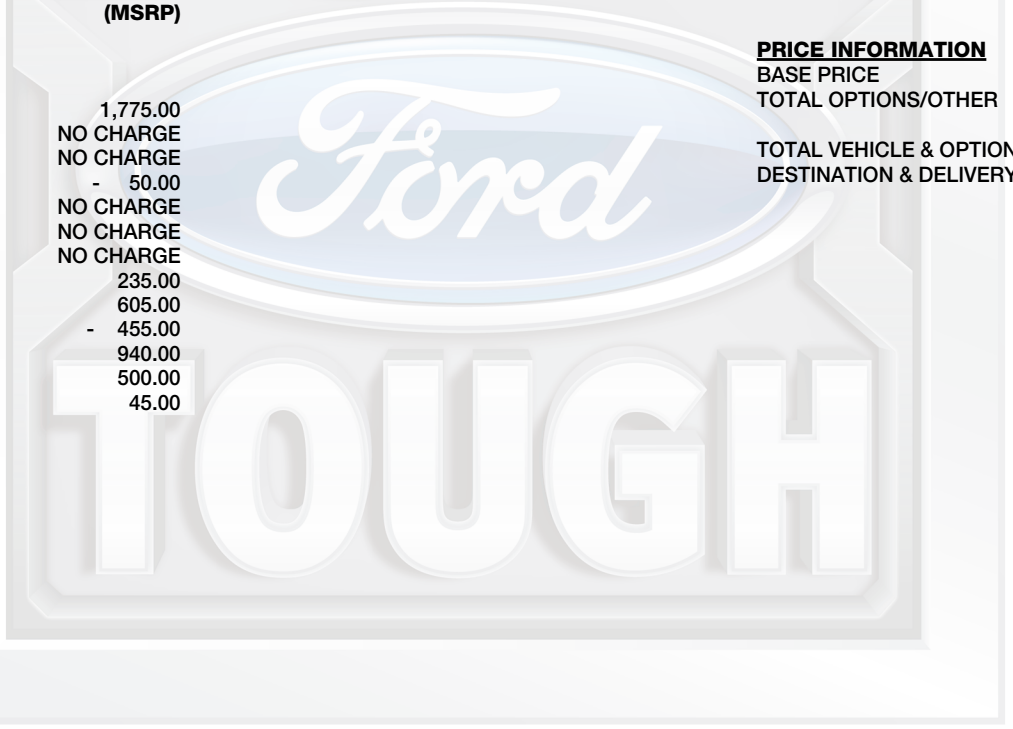 (MSRP)
1,775.00
NO CHARGE
NO CHARGE
- 50.00
NO CHARGE
NO CHARGE
NO CHARGE
235.00
605.00
- 455.00
940.00
500.00
45.00
PRICE INFORMATION
BASE PRICE
TOTAL OPTIONS/OTHER
TOTAL VEHICLE & OPTION
DESTINATION & DELIVERY
Ford
TOUGH